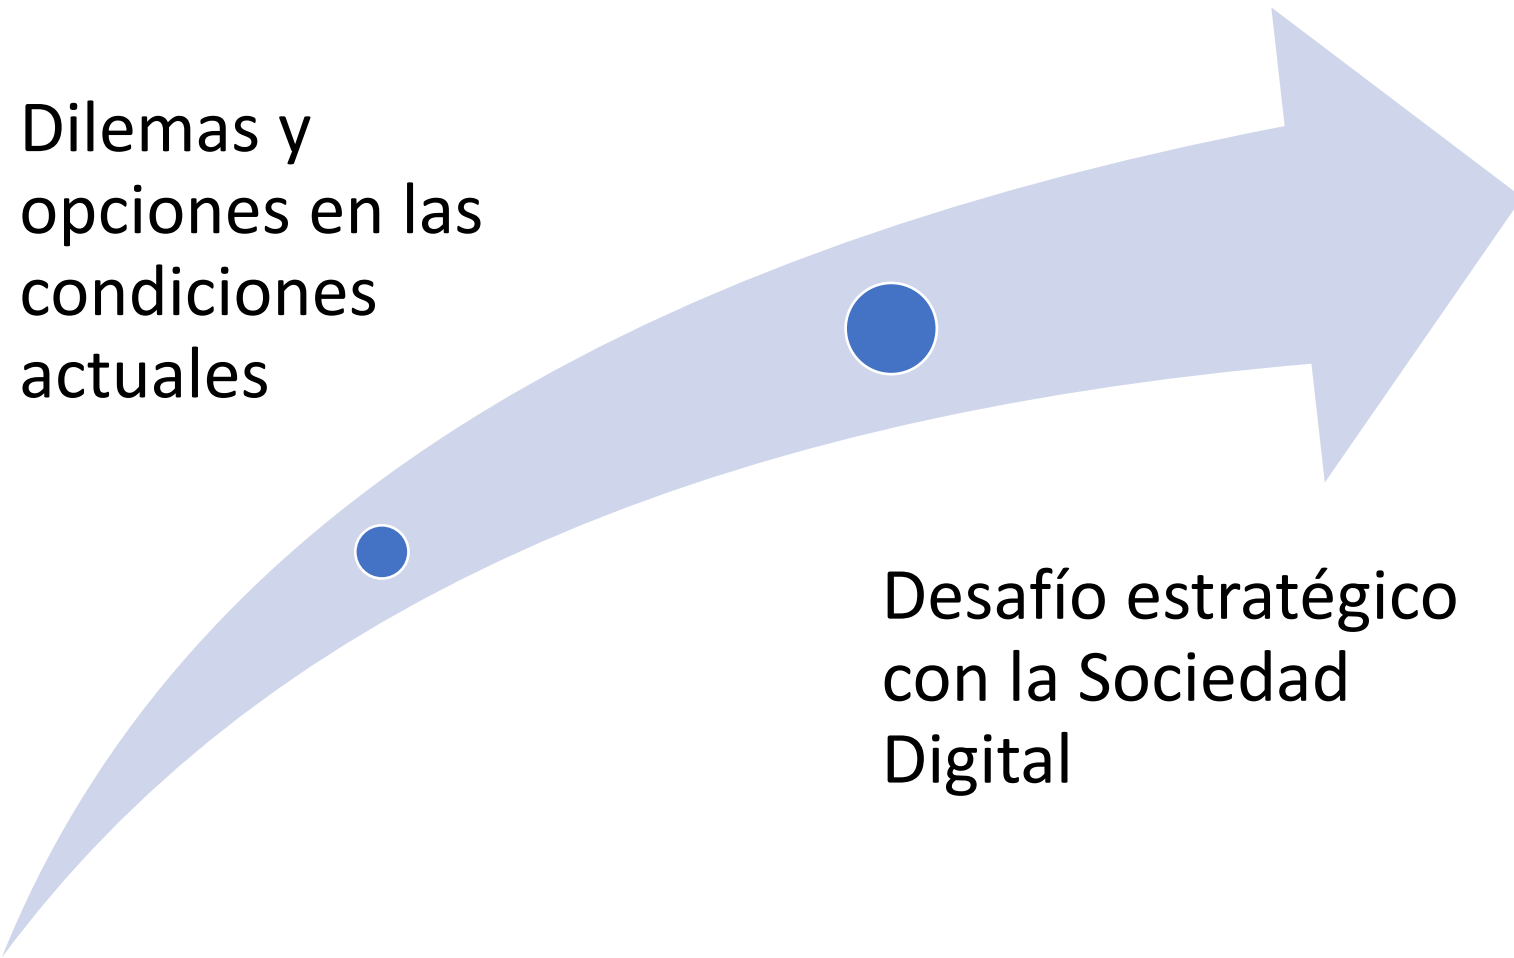 Dilemas y
opciones en las
condiciones
actuales
Desafío estratégico
con la Sociedad
Digital